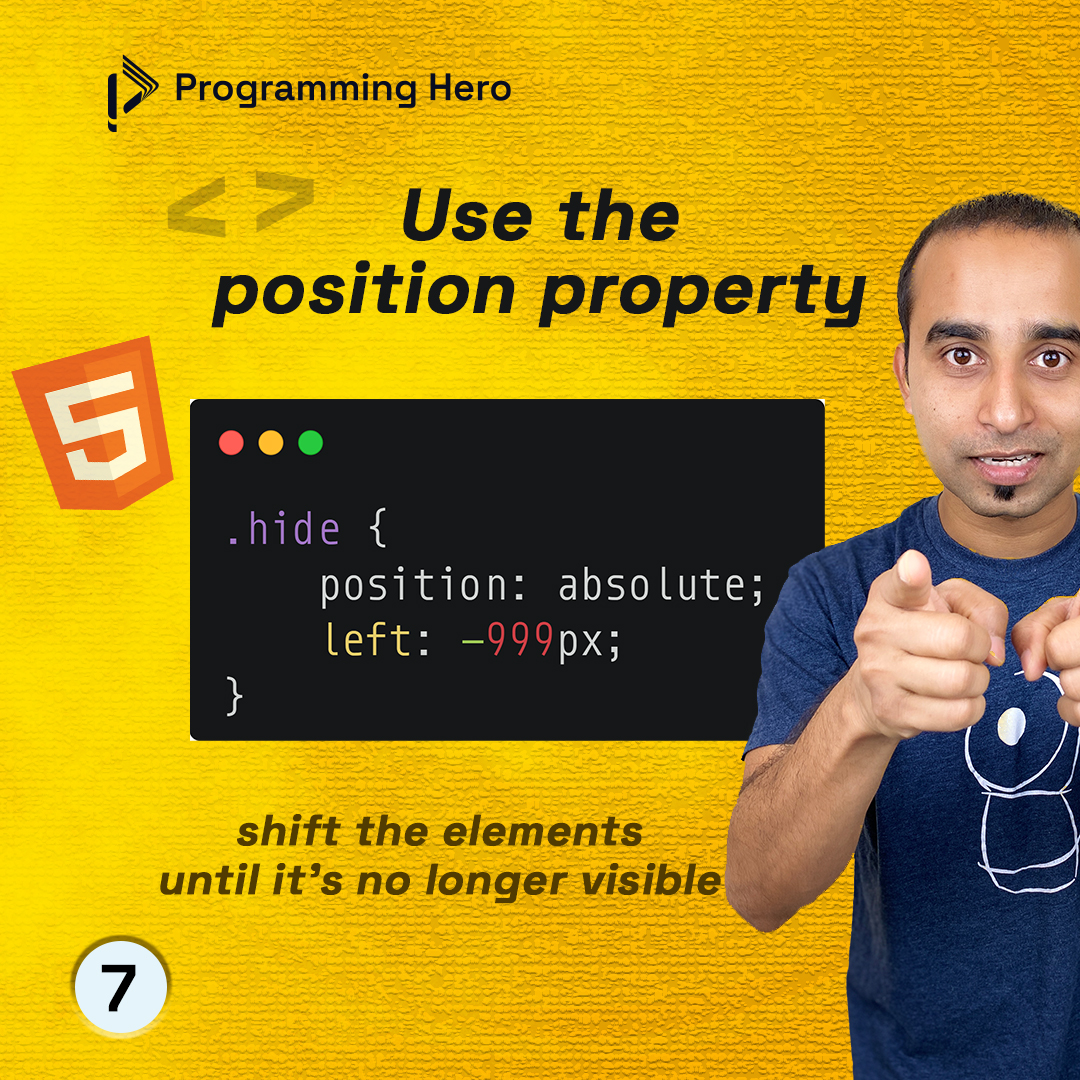 Programming Hero
< >
Use the
position property
5
.hide {
position: absolute;
left: -999px;
}
shift the elements
until it's no longer visible
7